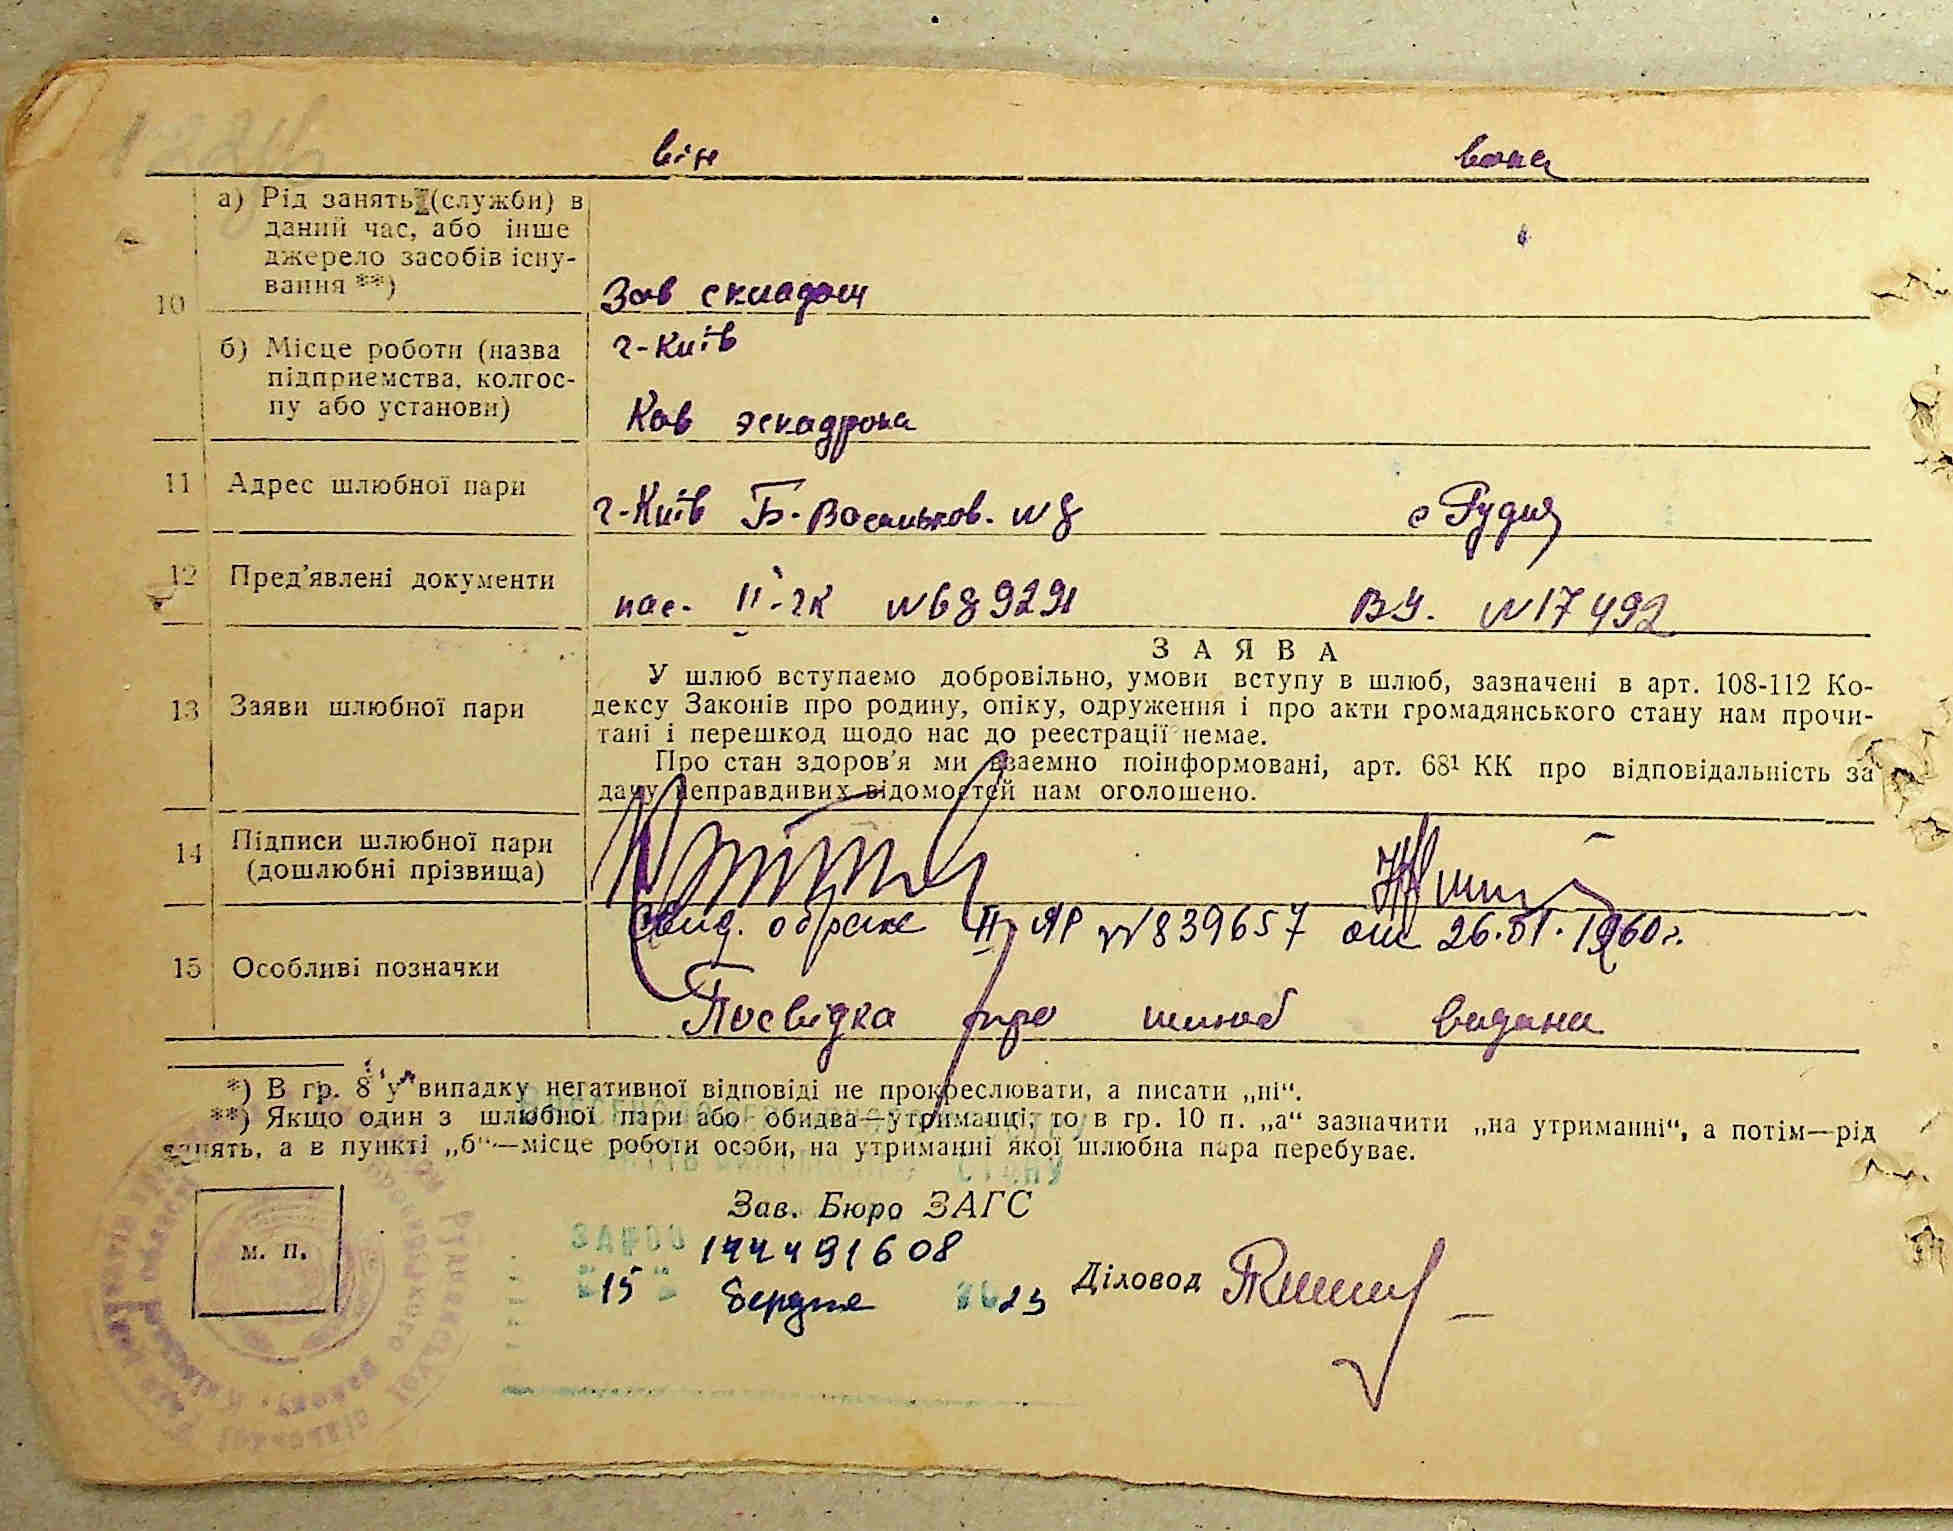 він вона
10
а) Рід занять (служби) в
даний час, або інше
джерело засобів існу-
вання **)
Зав складом
б) Місце роботи (назва
підприємства, колгос-
пу або установи)
г-Київ
Кав эскадрона
11 Адрес шлюбної пари
г-Київ Б-Васильков. №8 с Рудня
12 Пред'явлені документи
пас- II-ЧК №689291 ВУ. №17492
13 Заяви шлюбної пари
ЗАЯВА
У шлюб вступаємо добровільно, умови вступу в шлюб, зазначені в арт. 108-112 Ко-
дексу Законів про родину, опіку, одруження і про акти громадянського стану нам прочи-
тані і перешкод щодо нас до реєстрації немає.
Про стан здоров'я ми взаємно поінформовані, арт. 68¹ КК про відповідальність за
дачу неправдивих відомостей нам оголошено.
14 Підписи шлюбної пари
(дошлюбні прізвища)
15 Особливі позначки
Свид. о браке II ЯР №839657 от 26.01.1960г.
Посвідка про шлюб видана
*) В гр. 8 у випадку негативної відповіді не прокреслювати, а писати „ні“.
**) Якщо один з шлюбної пари або обидва—утриманці, то в гр. 10 п. „а“ зазначити „на утриманні“, а потім—рід
занять, а в пункті „б“—місце роботи особи, на утриманні якої шлюбна пара перебуває.
СТАНУ
Зав. Бюро ЗАГС
м. п.
15 березня 23
Діловод